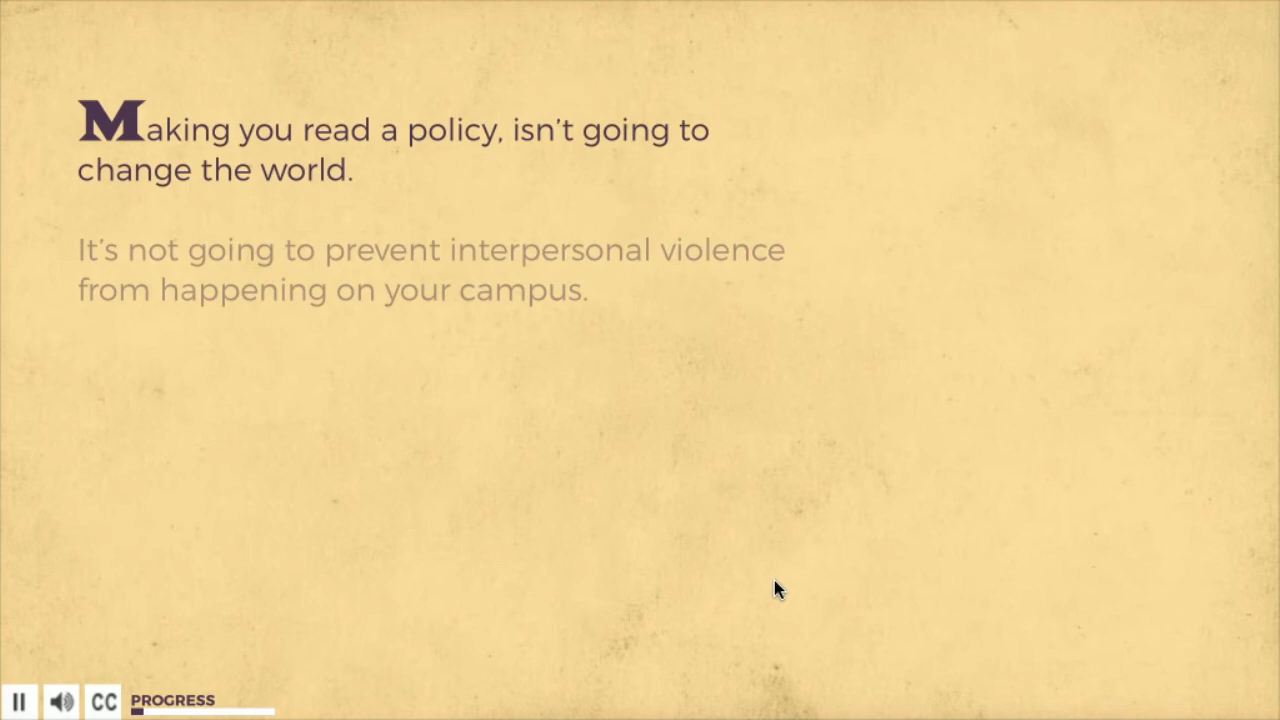 Making you read a policy, isn’t going to
change the world.
It’s not going to prevent interpersonal violence
from happening on your campus.
CC
PROGRESS